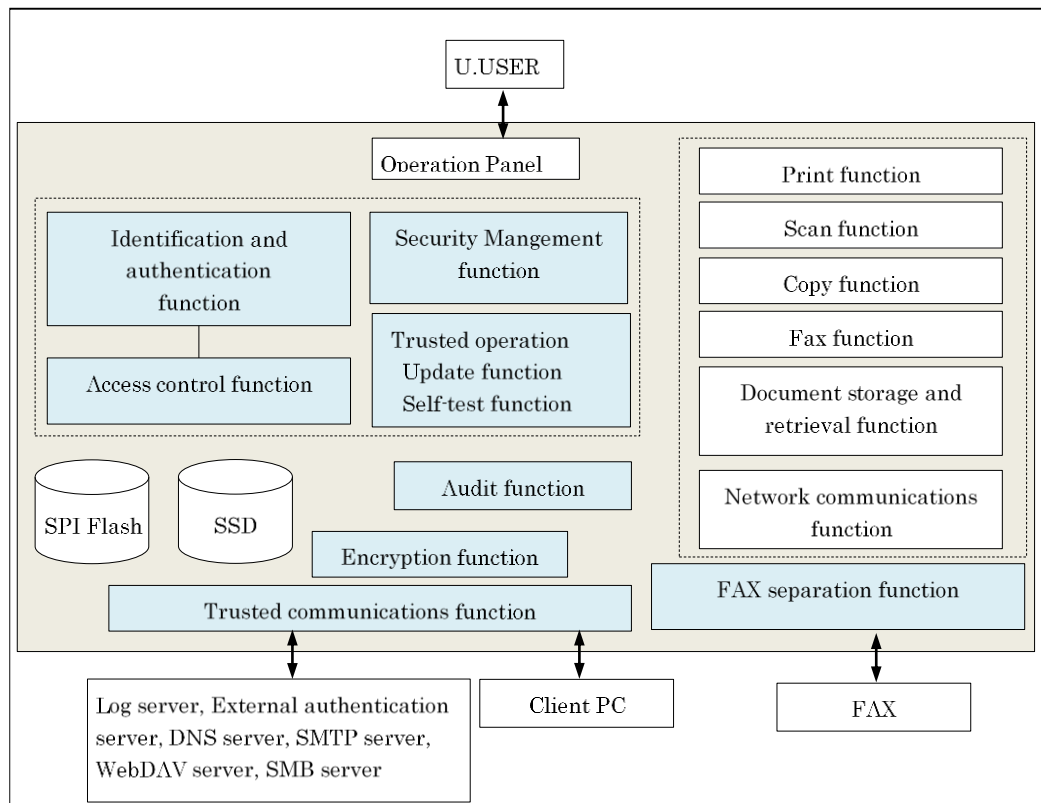 U.USER
Operation Panel
Identification and
authentication
function
Security Mangement
function
Access control function
Trusted operation
Update function
Self-test function
Print function
Scan function
Copy function
Fax function
Document storage and
retrieval function
Network communications
function
SPI Flash
SSD
Audit function
Encryption function
Trusted communications function
FAX separation function
Log server, External authentication
server, DNS server, SMTP server,
WebDAV server, SMB server
Client PC
FAX